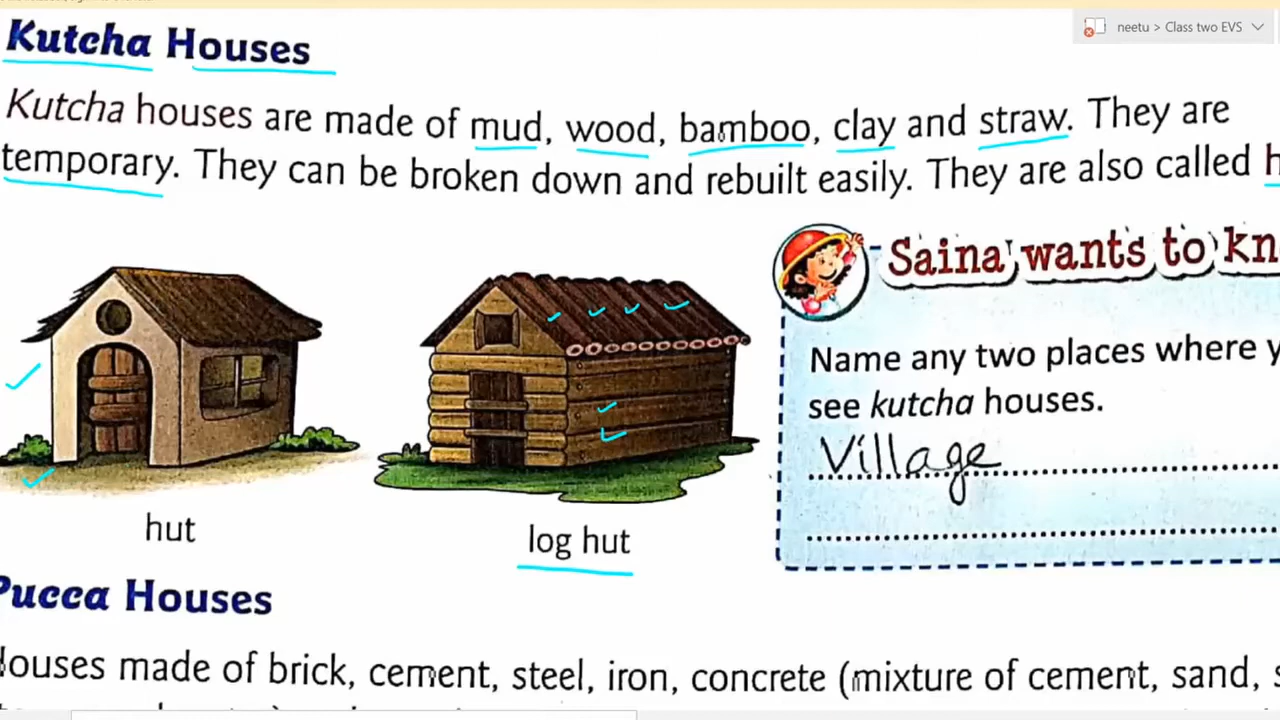 neetu > Class two EVS
Kutcha Houses
Kutcha houses are made of mud, wood, bamboo, clay and straw. They are
temporary. They can be broken down and rebuilt easily. They are also called
Saina wants to
Name any two places where
see kutcha houses.
Village
hut
log hut
Pucca Houses
Houses made of brick, cement, steel, iron, concrete (mixture of cement, sand,